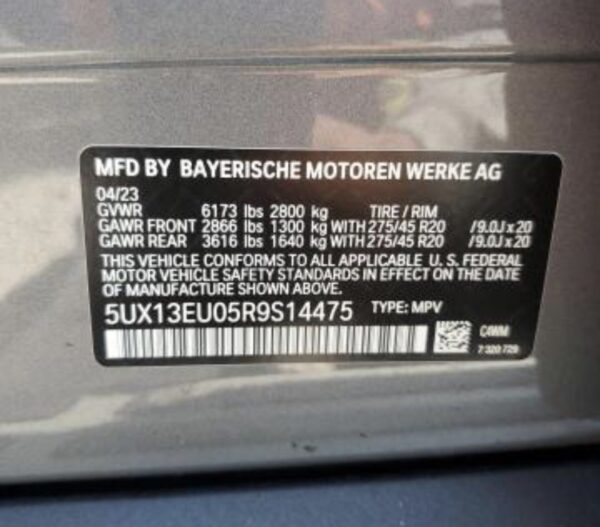 MFD BY BAYERISCHE MOTOREN WERKE AG
04/23
GVWR 6173 lbs 2800 kg TIRE / RIM
GAWR FRONT 2866 lbs 1300 kg WITH 275/45 R20 /9.0J x 20
GAWR REAR 3616 lbs 1640 kg WITH 275/45 R20 /9.0J x 20
THIS VEHICLE CONFORMS TO ALL APPLICABLE U. S. FEDERAL
MOTOR VEHICLE SAFETY STANDARDS IN EFFECT ON THE DATE
OF MANUFACTURE SHOWN ABOVE.
5UX13EU05R9S14475 TYPE: MPV
7 320 729